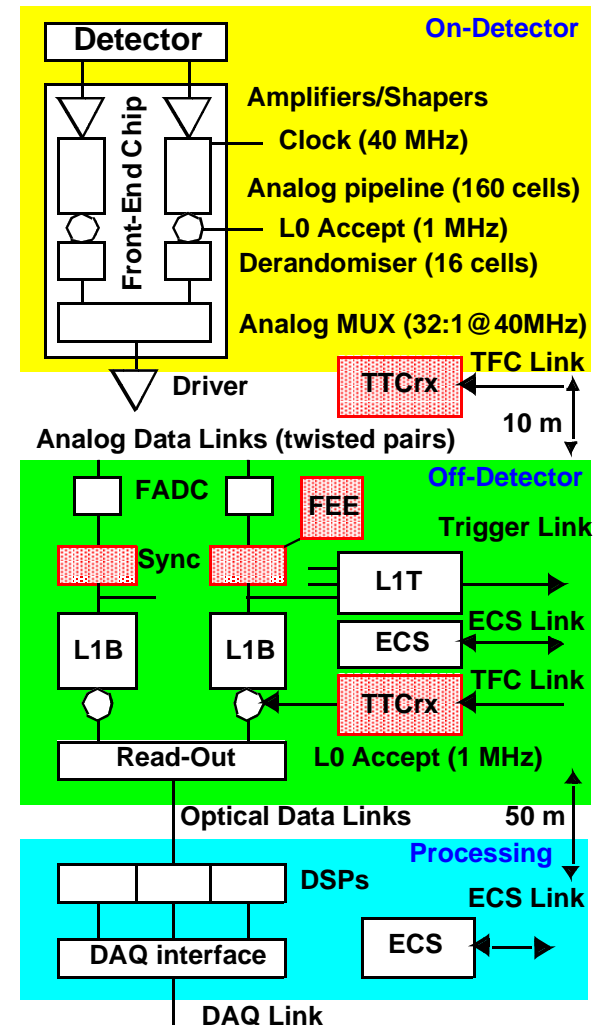 On-Detector
Detector
Amplifiers/Shapers
Clock (40 MHz)
Front-End Chip
Analog pipeline (160 cells)
L0 Accept (1 MHz)
Derandomiser (16 cells)
Analog MUX (32:1@40MHz)
TFC Link
TTCrx
Driver
10 m
Analog Data Links (twisted pairs)
Off-Detector
FADC
FEE
Trigger Link
Sync
L1T
ECS Link
L1B
L1B
ECS
TFC Link
TTCrx
Read-Out
L0 Accept (1 MHz)
Optical Data Links
50 m
Processing
DSPs
ECS Link
DAQ interface
ECS
DAQ Link